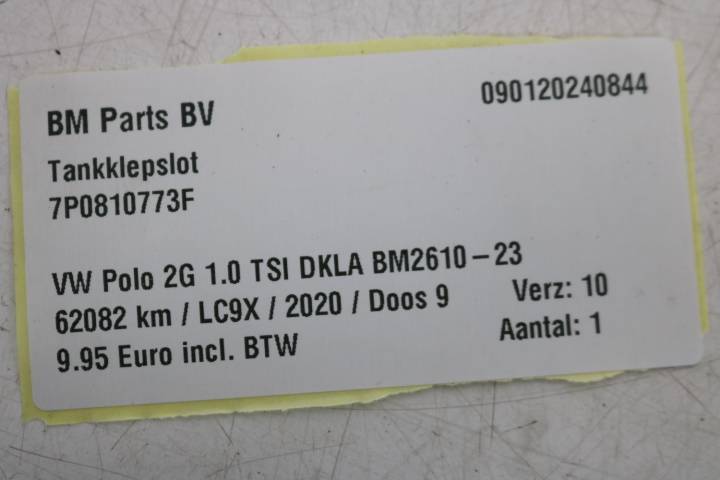 BM Parts BV
090120240844
Tankklepslot
7P0810773F
VW Polo 2G 1.0 TSI DKLA BM2610-23
62082 km / LC9X / 2020 / Doos 9
Verz: 10
9.95 Euro incl. BTW
Aantal: 1